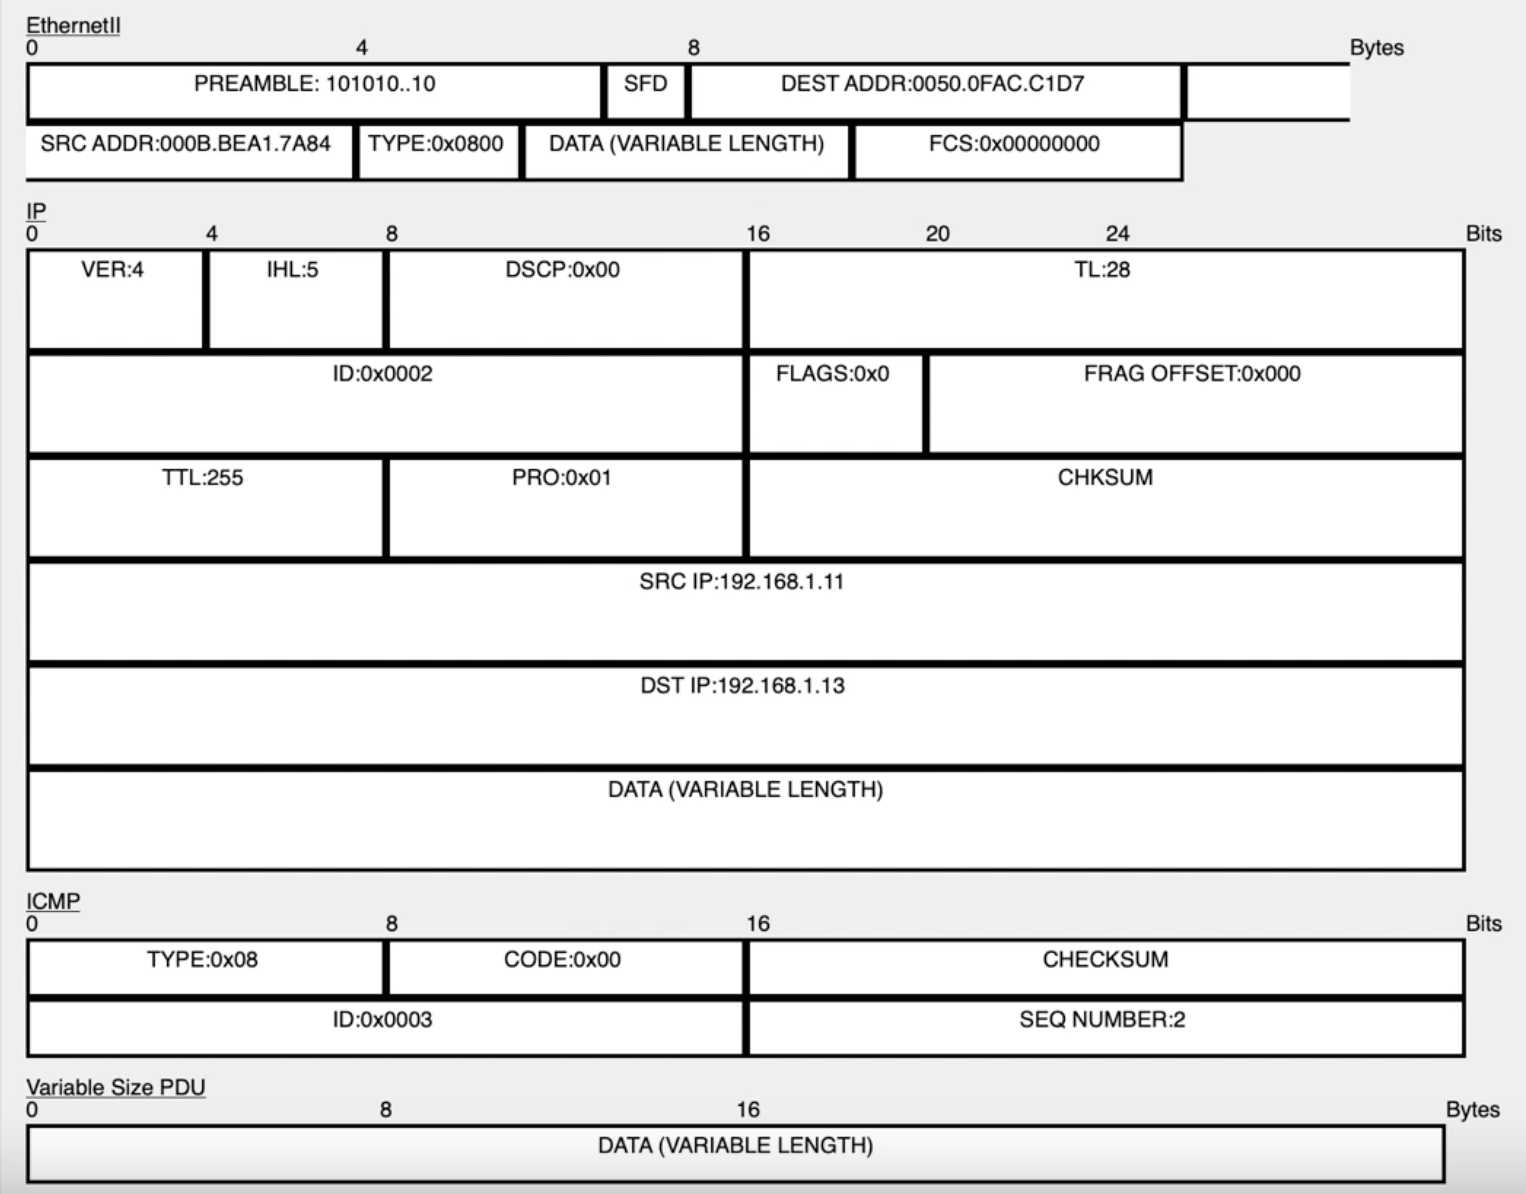 EthernetII
0 4 8 Bytes
PREAMBLE: 101010..10 SFD DEST ADDR:0050.0FAC.C1D7
SRC ADDR:000B.BEA1.7A84 TYPE:0x0800 DATA (VARIABLE LENGTH) FCS:0x00000000
IP
0 4 8 16 20 24 Bits
VER:4 IHL:5 DSCP:0x00 TL:28
ID:0x0002 FLAGS:0x0 FRAG OFFSET:0x000
TTL:255 PRO:0x01 CHKSUM
SRC IP:192.168.1.11
DST IP:192.168.1.13
DATA (VARIABLE LENGTH)
ICMP
0 8 16 Bits
TYPE:0x08 CODE:0x00 CHECKSUM
ID:0x0003 SEQ NUMBER:2
Variable Size PDU
0 8 16 Bytes
DATA (VARIABLE LENGTH)